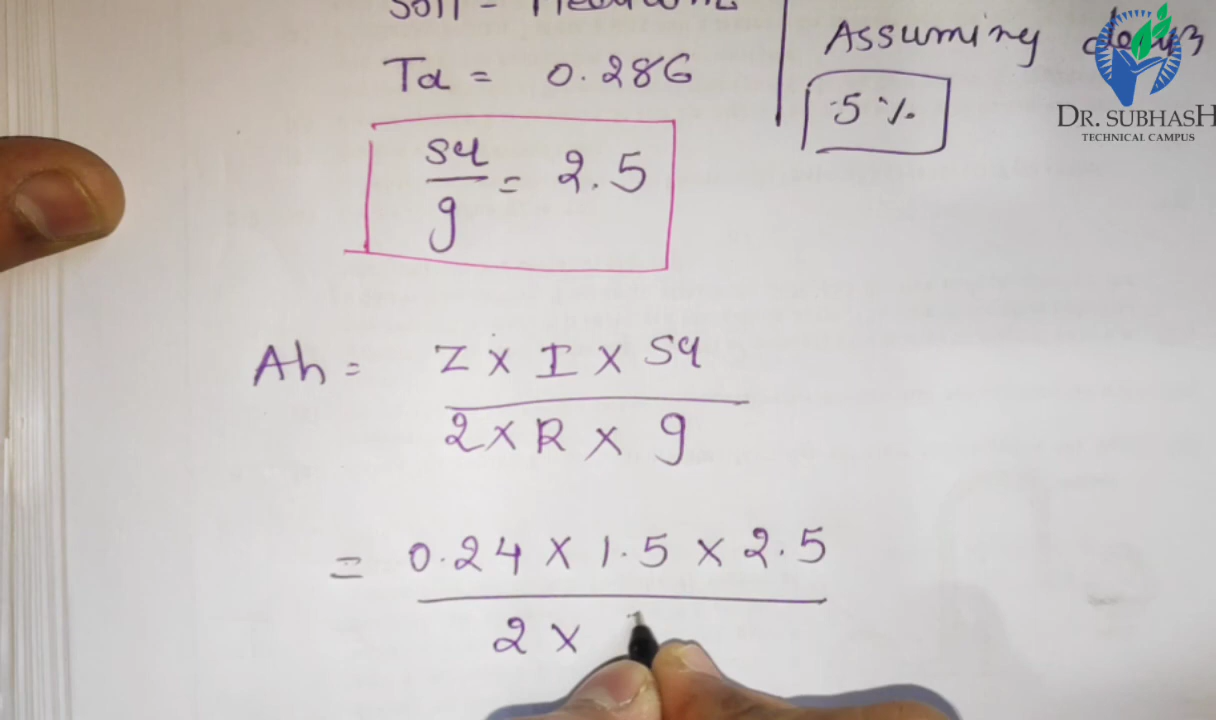 Soil -
Assuming
Ta = 0.286
5 %
DR. SUBHASH
TECHNICAL CAMPUS
Sa
g = 2.5
Ah = Z × I × Sa
2 × R × g
= 0.24 × 1.5 × 2.5
2 ×